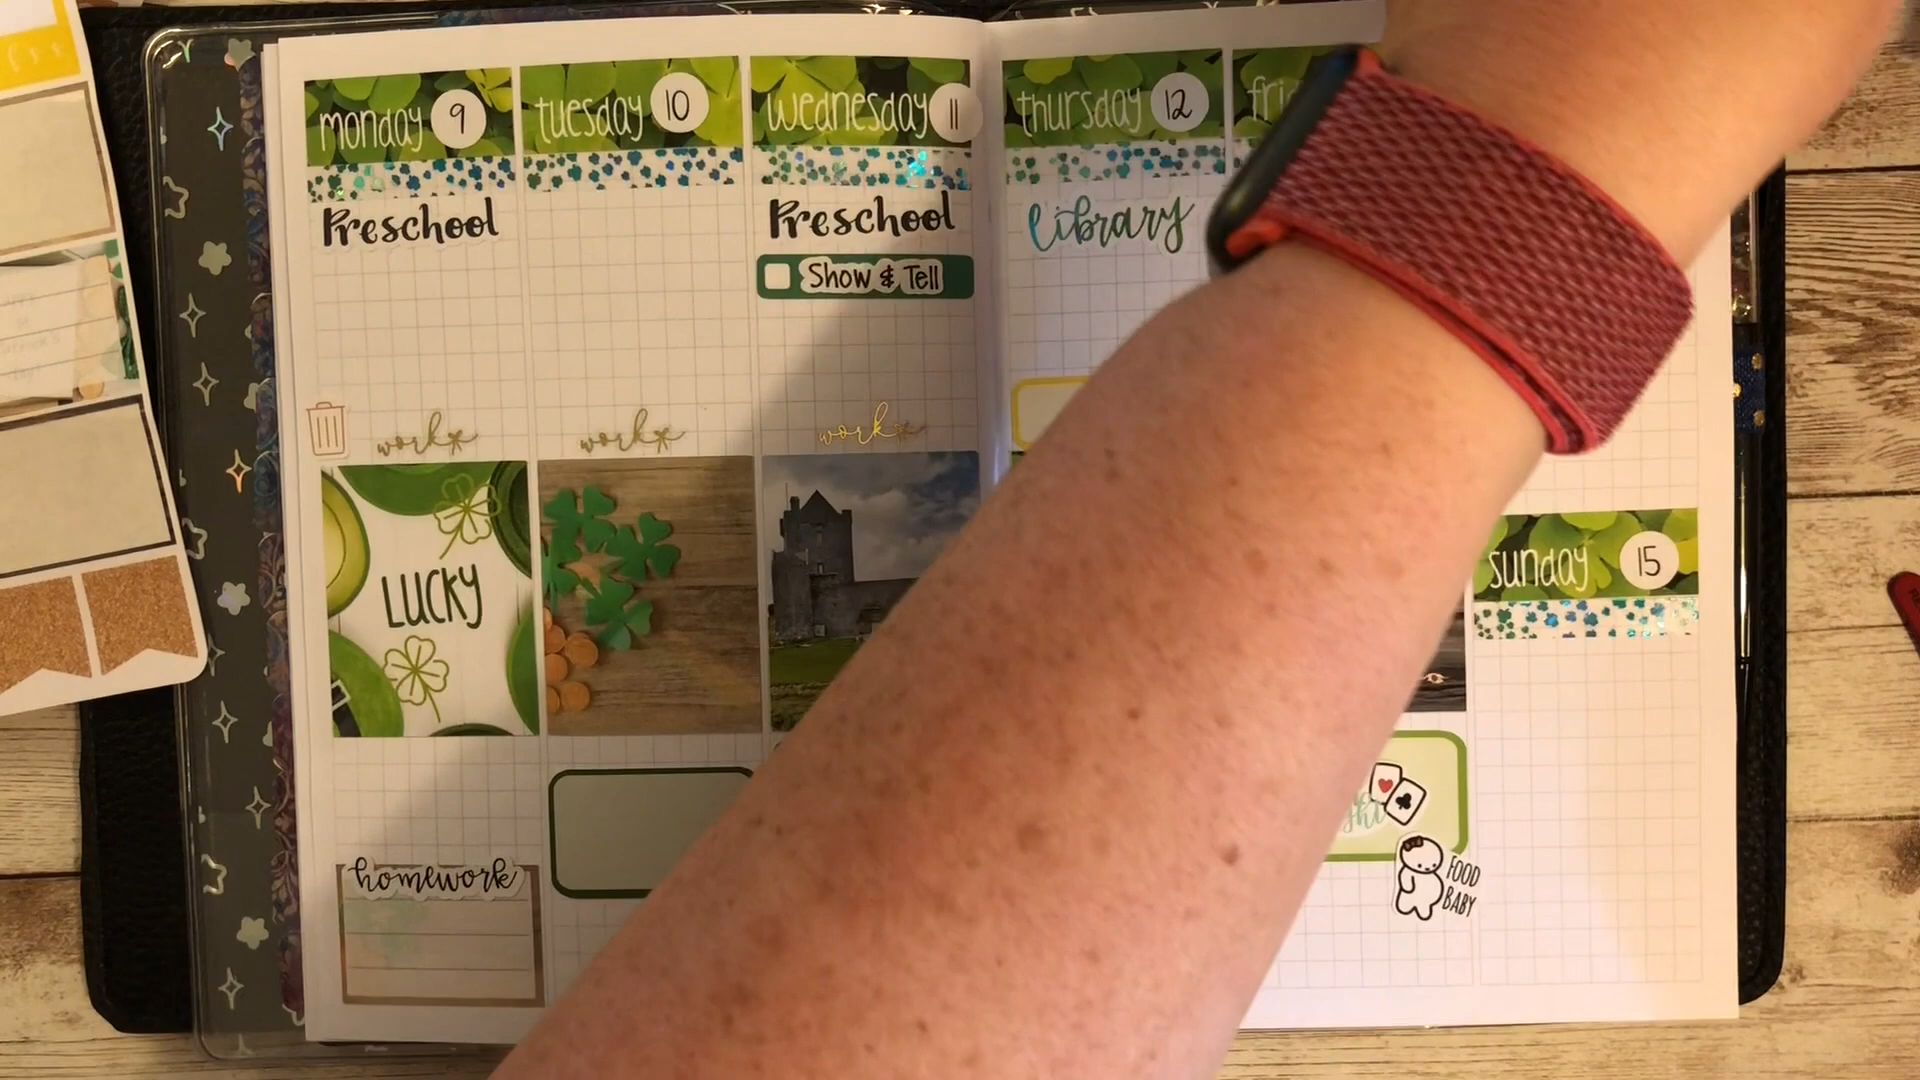 monday 9
tuesday 10
wednesday 11
thursday 12
Preschool
Preschool
library
Show & Tell
work
work
work
LUCKY
sunday 15
homework
FOOD
BABY